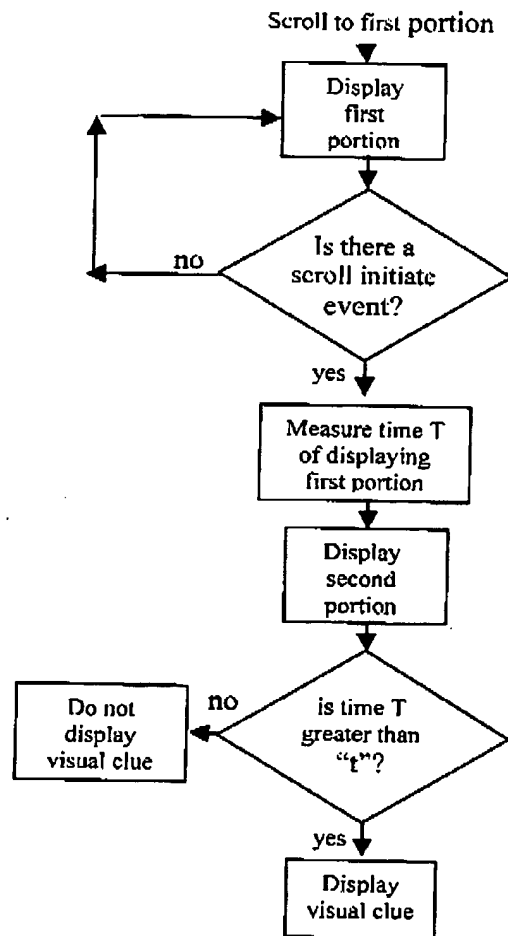 Scroll to first portion
Display
first
portion
Is there a
scroll initiate
event?
no
yes
Measure time T
of displaying
first portion
Display
second
portion
is time T
greater than
“t”?
no
Do not
display
visual clue
yes
Display
visual clue